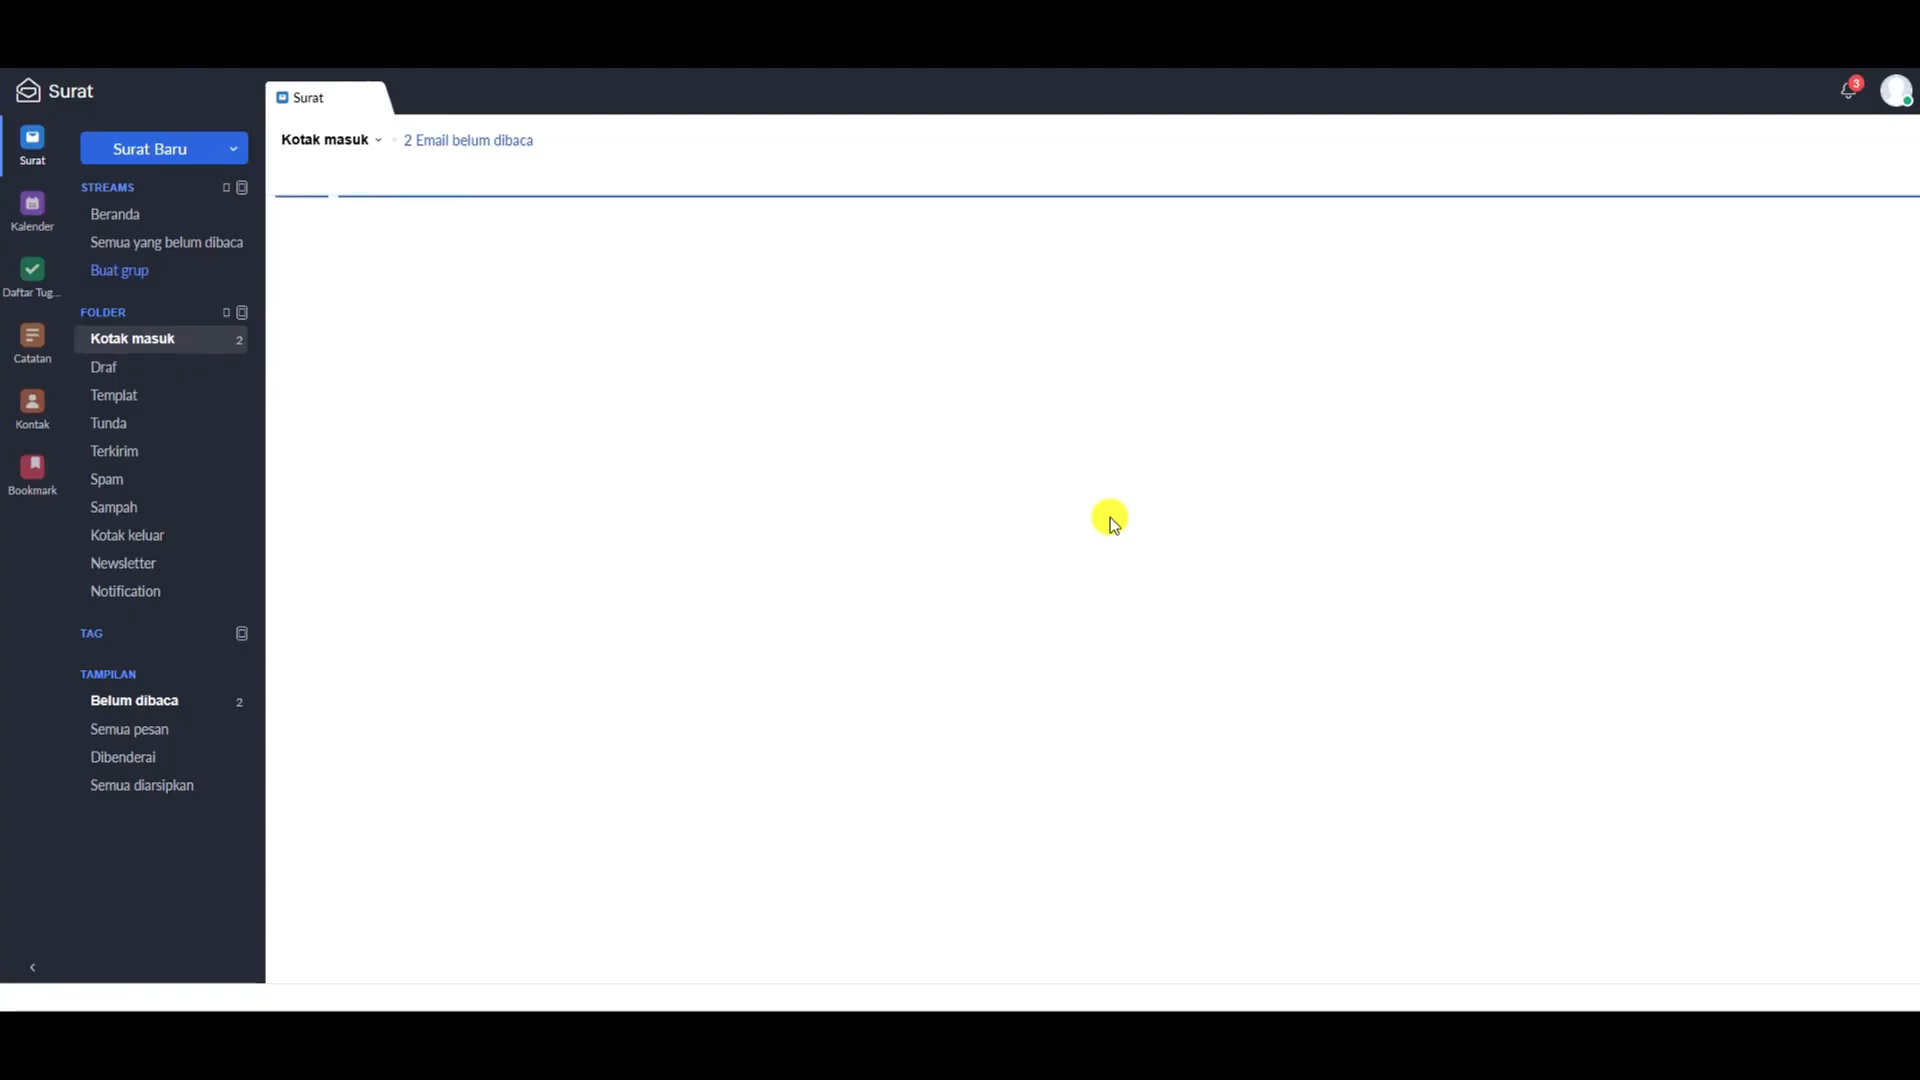 Surat
Surat
3
Surat
Kalender
Daftar Tug...
Catatan
Kontak
Bookmark
Surat Baru
STREAMS
Beranda
Semua yang belum dibaca
Buat grup
FOLDER
Kotak masuk 2
Draf
Templat
Tunda
Terkirim
Spam
Sampah
Kotak keluar
Newsletter
Notification
TAG
TAMPILAN
Belum dibaca 2
Semua pesan
Dibenderai
Semua diarsipkan
Kotak masuk 2 Email belum dibaca